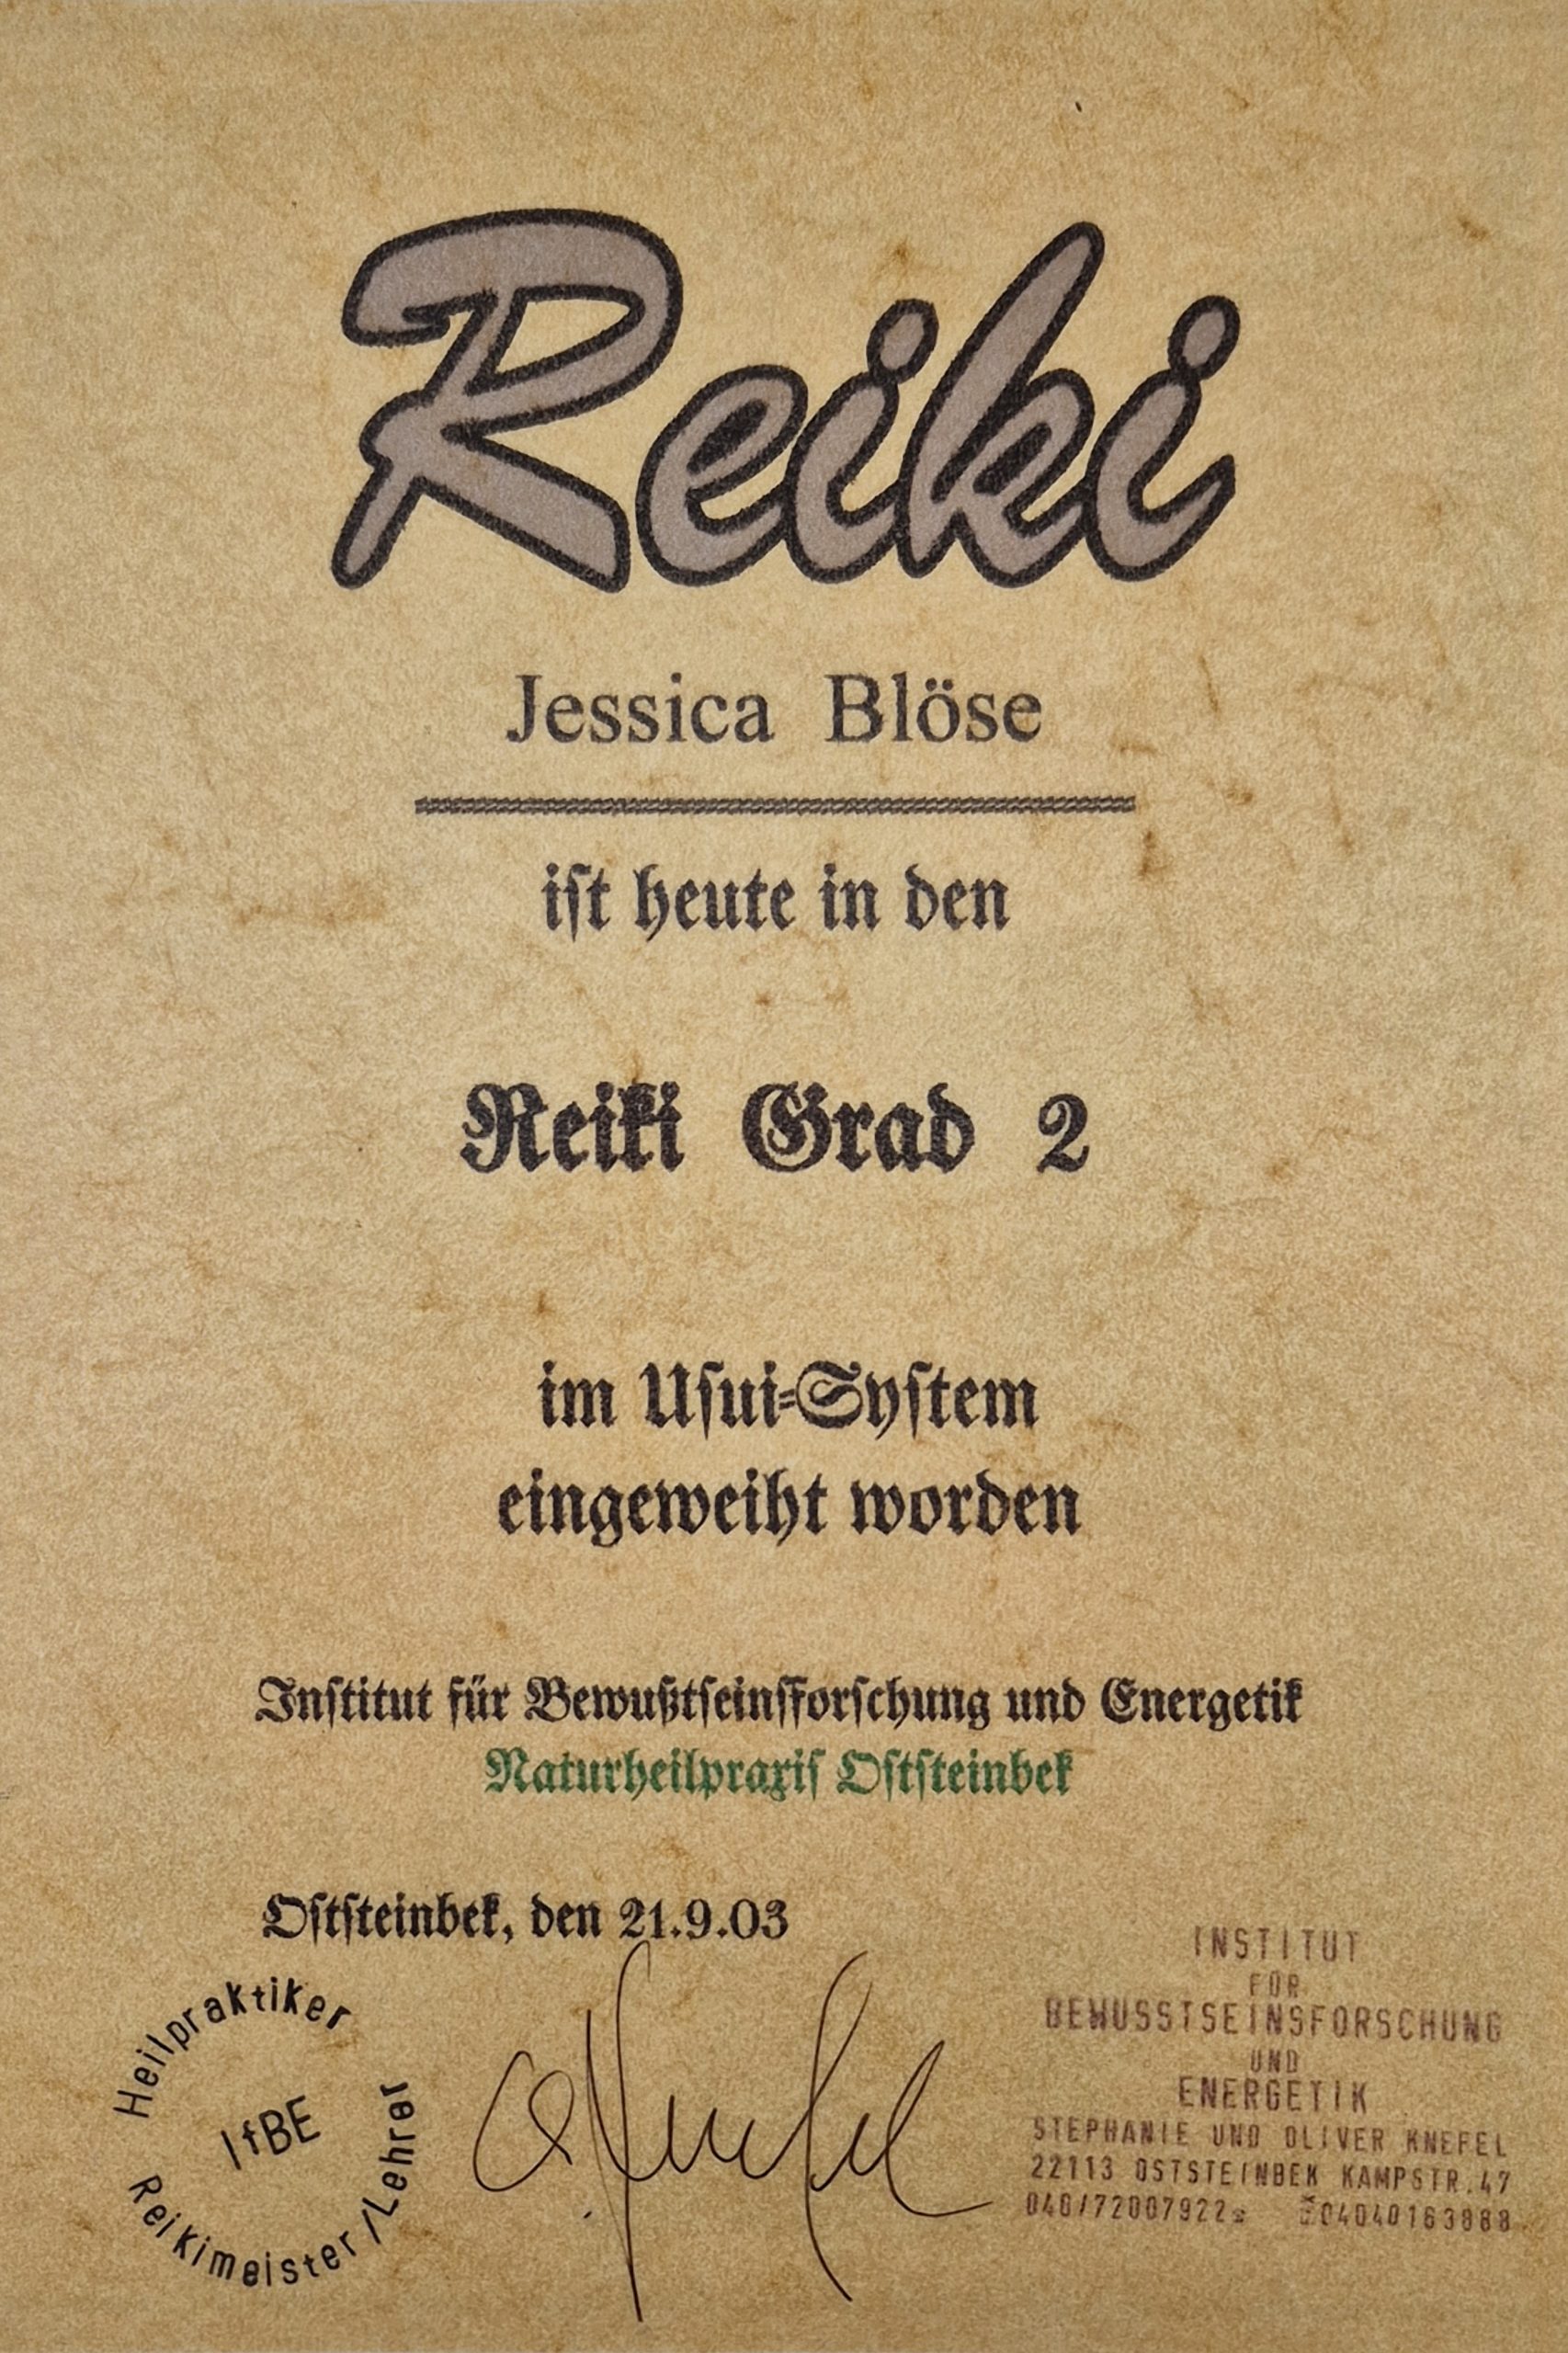 Reiki
Jessica Blöse
ist heute in den
Reiki Grad 2
im Usui-System
eingeweiht worden
Institut für Bewußtseinsforschung und Energetik
Naturheilpraxis Oststeinbek
Oststeinbek, den 21.9.03
Heilpraktiker
IfBE
Reikimeister/Lehrer
INSTITUT
FÜR
BEWUSSTSEINSFORSCHUNG
UND
ENERGETIK
STEPHANIE UND OLIVER KNEFEL
22113 OSTSTEINBEK KAMPSTR.47
040/72007922